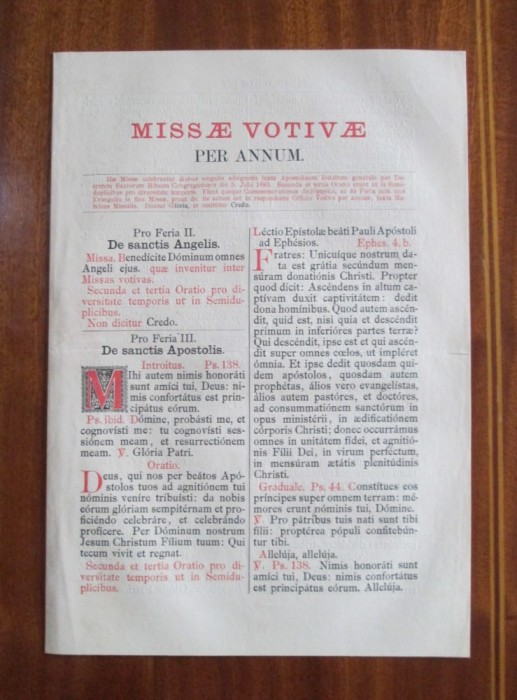 MISSÆ VOTIVÆ
PER ANNUM.
Hæ Missæ celebrantur diebus singulis
Gloria, et
Credo.
Pro Feria II.
De sanctis Angelis.
Missa. Benedícite Dóminum omnes
Angeli ejus. quæ invenitur inter
Missas votivas.
Secunda et tertia Oratio pro di-
versitate temporis ut in Semidu-
plicibus.
Non dicitur Credo.
Pro Feria III.
De sanctis Apostolis.
Introitus. Ps. 138.
MIhi autem nimis honoráti
sunt amíci tui, Deus: ni-
mis confortátus est prin-
cipátus eórum.
Ps. ibid. Dómine, probásti me, et
cognovísti me: tu cognovísti sessi-
ónem meam, et resurrectiónem
meam. ℣. Glória Patri.
Oratio.
Deus, qui nos per beátos Apó-
stolos tuos ad agnitiónem tui
nóminis veníre tribuísti: da nobis
eórum glóriam sempitérnam et pro-
ficiéndo celebráre, et celebrándo
profícere. Per Dóminum nostrum
Jesum Christum Filium tuum: Qui
tecum vivit et regnat.
Secunda et tertia Oratio pro di-
versitate temporis ut in Semidu-
plicibus.
Léctio Epístolæ beáti Pauli Apóstoli
ad Ephésios. Ephes. 4. b.
Fratres: Unicuíque nostrum da-
ta est grátia secúndum men-
súram donatiónis Christi. Propter
quod dicit: Ascéndens in altum cap-
tívam duxit captivitátem: dedit
dona homínibus. Quod autem ascén-
dit, quid est, nisi quia et descéndit
primum in inferióres partes terræ?
Qui descéndit, ipse est et qui ascén-
dit super omnes cœlos, ut impléret
ómnia. Et ipse dedit quosdam qui-
dem apóstolos, quosdam autem
prophétas, álios vero evangelístas,
álios autem pastóres, et doctóres,
ad consummatiónem sanctórum in
opus ministérii, in ædificatiónem
córporis Christi; donec occurrámus
omnes in unitátem fídei, et agnitió-
nis Fílii Dei, in virum perféctum,
in mensúram ætátis plenitúdinis
Christi.
Graduale. Ps. 44. Constítues eos
príncipes super omnem terram: mé-
mores erunt nóminis tui, Dómine.
℣. Pro pátribus tuis nati sunt tibi
fílii: proptérea pópuli confitebún-
tur tibi.
Allelúja, allelúja.
℣. Ps. 138. Nimis honoráti sunt
amíci tui, Deus: nimis confortátus
est principátus eórum. Allelúja.